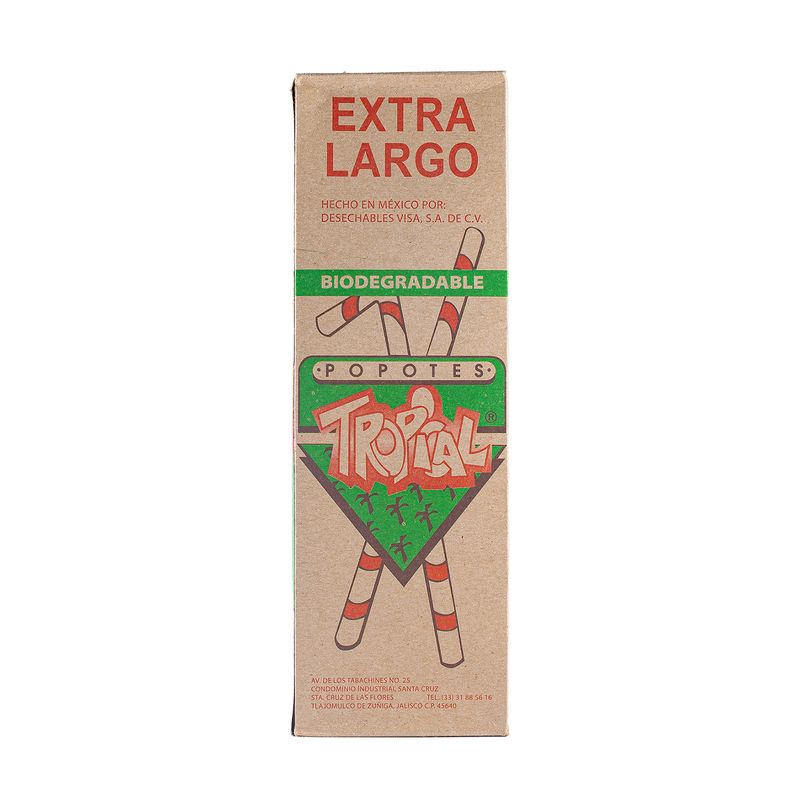 EXTRA
LARGO
HECHO EN MÉXICO POR:
DESECHABLES VISA, S.A. DE C.V.
BIODEGRADABLE
·POPOTES·
TROPICAL®
AV. DE LOS TABACHINES NO. 25
CONDOMINIO INDUSTRIAL SANTA CRUZ
STA. CRUZ DE LAS FLORES TEL. (33) 31 88 56 16
TLAJOMULCO DE ZUÑIGA, JALISCO C.P. 45640